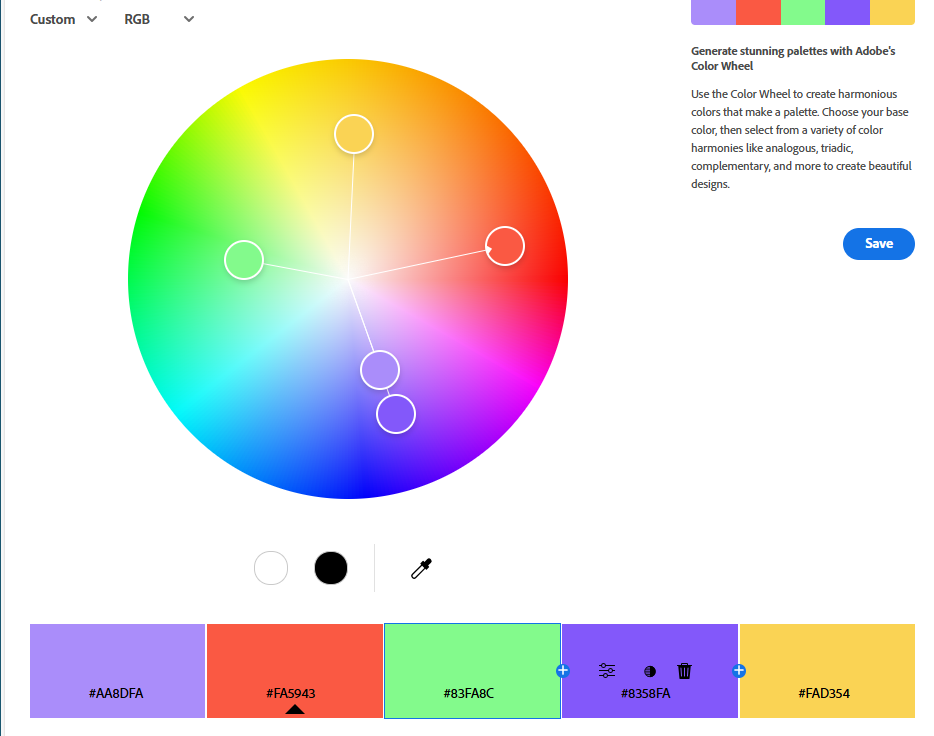 Custom
RGB
Generate stunning palettes with Adobe's
Color Wheel
Use the Color Wheel to create harmonious
colors that make a palette. Choose your base
color, then select from a variety of color
harmonies like analogous, triadic,
complementary, and more to create beautiful
designs.
Save
#AA8DFA
#FA5943
#83FA8C
#8358FA
#FAD354